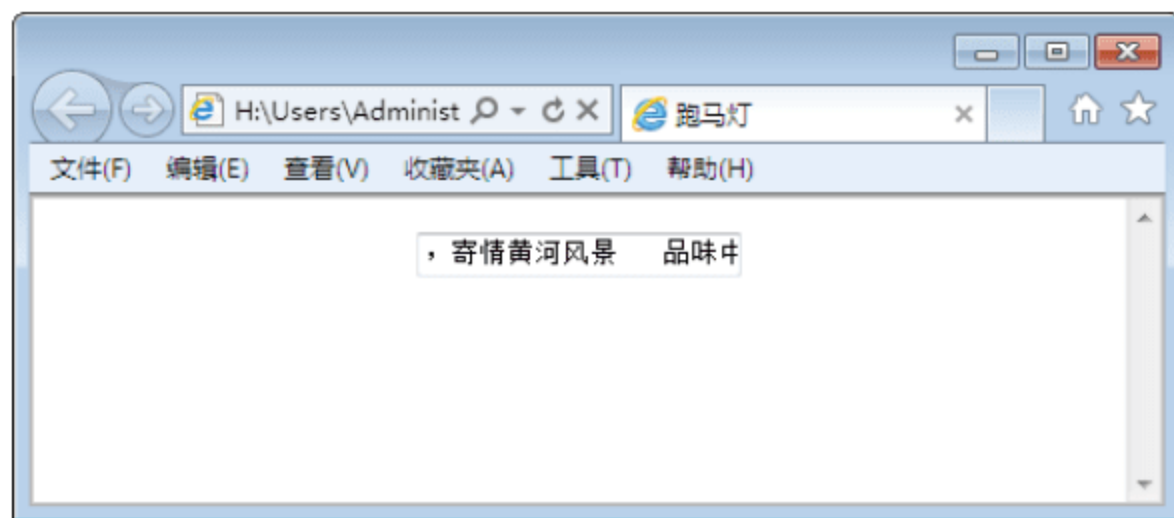 H:\Users\Administ
跑马灯
文件(F) 编辑(E) 查看(V) 收藏夹(A) 工具(T) 帮助(H)
，寄情黄河风景 品味